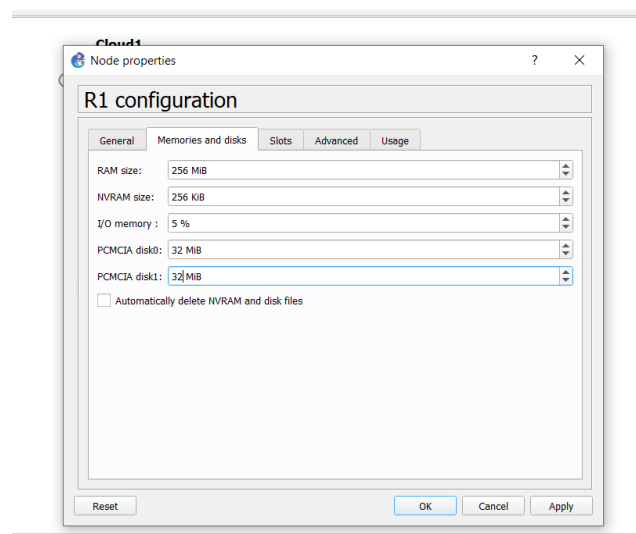 Cloud1
Node properties ? ×
R1 configuration
General Memories and disks Slots Advanced Usage
RAM size: 256 MiB
NVRAM size: 256 KiB
I/O memory : 5 %
PCMCIA disk0: 32 MiB
PCMCIA disk1: 32 MiB
Automatically delete NVRAM and disk files
Reset OK Cancel Apply